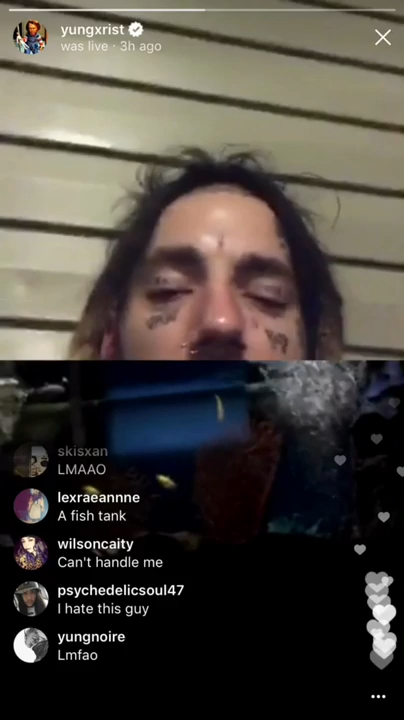 yungxrist
was live · 3h ago
skisxan
LMAAO
lexraeannne
A fish tank
wilsoncaity
Can't handle me
psychedelicsoul47
I hate this guy
yungnoire
Lmfao